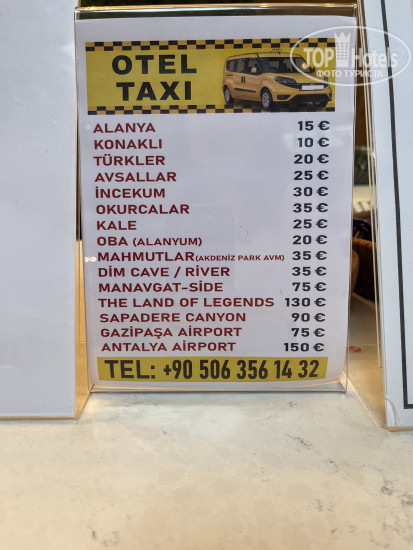 TOP Hotels
ФОТО ТУРИСТА
OTEL
TAXI
ALANYA 15 €
KONAKLI 10 €
TÜRKLER 20 €
AVSALLAR 25 €
İNCEKUM 30 €
OKURCALAR 35 €
KALE 25 €
OBA (ALANYUM) 20 €
MAHMUTLAR (AKDENİZ PARK AVM) 35 €
DİM CAVE / RİVER 35 €
MANAVGAT-SİDE 75 €
THE LAND OF LEGENDS 130 €
SAPADERE CANYON 90 €
GAZİPAŞA AİRPORT 75 €
ANTALYA AİRPORT 150 €
TEL: +90 506 356 14 32